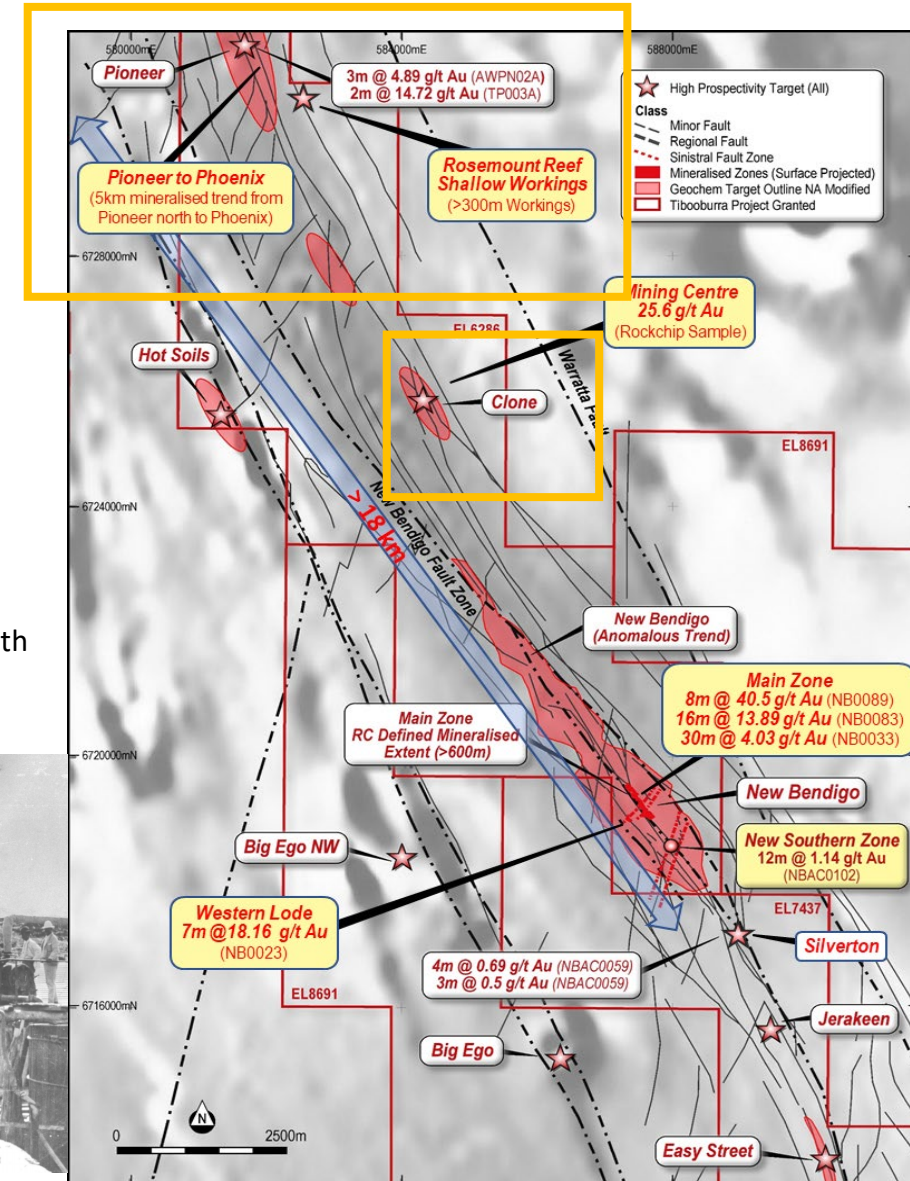 580000mE
584000mE
588000mE
Pioneer
3m @ 4.89 g/t Au (AWPN02A)
2m @ 14.72 g/t Au (TP003A)
High Prospectivity Target (All)
Class
Minor Fault
Regional Fault
Sinistral Fault Zone
Mineralised Zones (Surface Projected)
Geochem Target Outline NA Modified
Tibooburra Project Granted
Pioneer to Phoenix
(5km mineralised trend from
Pioneer north to Phoenix)
Rosemount Reef
Shallow Workings
(>300m Workings)
6728000mN
Mining Centre
25.6 g/t Au
(Rockchip Sample)
EL6286
Hot Soils
Warratta Fault
Clone
EL8691
6724000mN
New Bendigo Fault Zone
> 18 km
New Bendigo
(Anomalous Trend)
th
Main Zone
8m @ 40.5 g/t Au (NB0089)
16m @ 13.89 g/t Au (NB0083)
30m @ 4.03 g/t Au (NB0033)
Main Zone
RC Defined Mineralised
Extent (>600m)
6720000mN
New Bendigo
Big Ego NW
New Southern Zone
12m @ 1.14 g/t Au
(NBAC0102)
Western Lode
7m @18.16 g/t Au
(NB0023)
EL7437
Silverton
4m @ 0.69 g/t Au (NBAC0059)
3m @ 0.5 g/t Au (NBAC0059)
EL8691
6716000mN
Jerakeen
Big Ego
N
0
2500m
Easy Street